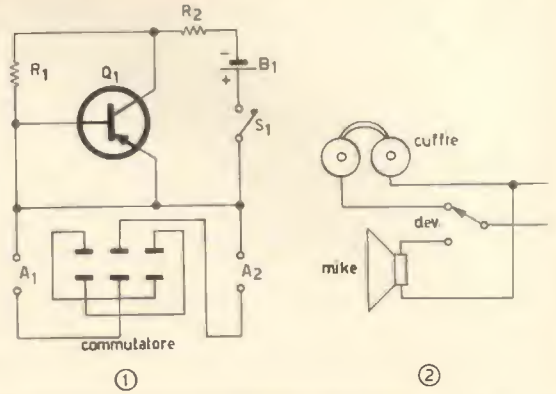 R2
R1
Q1
- B1
+
S1
cuffie
dev.
A1
A2
mike
commutatore
1
2